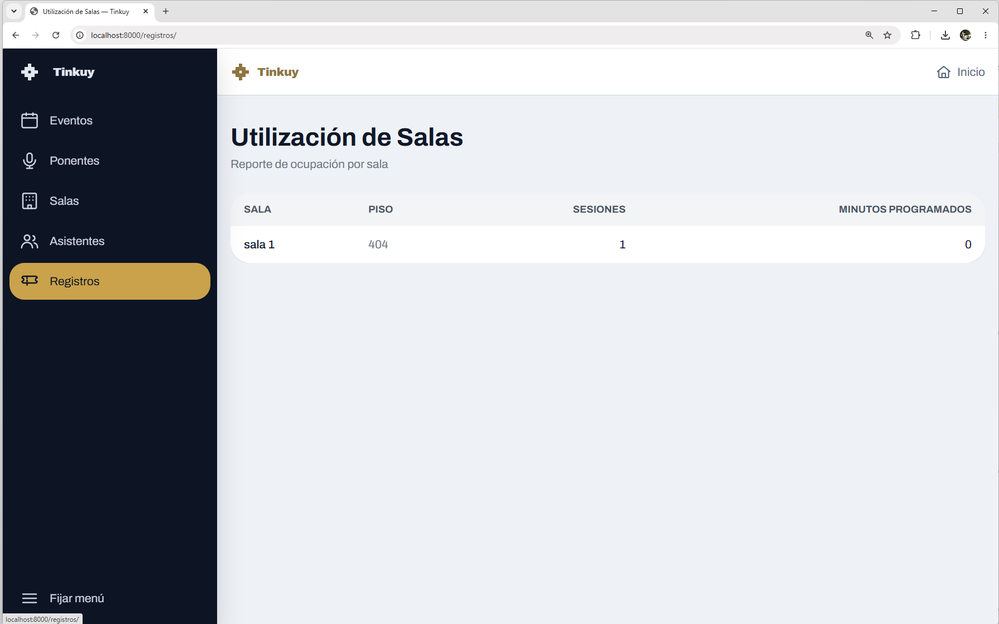 Utilización de Salas — Tinkuy
localhost:8000/registros/
Tinkuy
Eventos
Ponentes
Salas
Asistentes
Registros
Fijar menú
localhost:8000/registros/
Tinkuy
Inicio
Utilización de Salas
Reporte de ocupación por sala
SALA PISO SESIONES MINUTOS PROGRAMADOS
sala 1 404 1 0